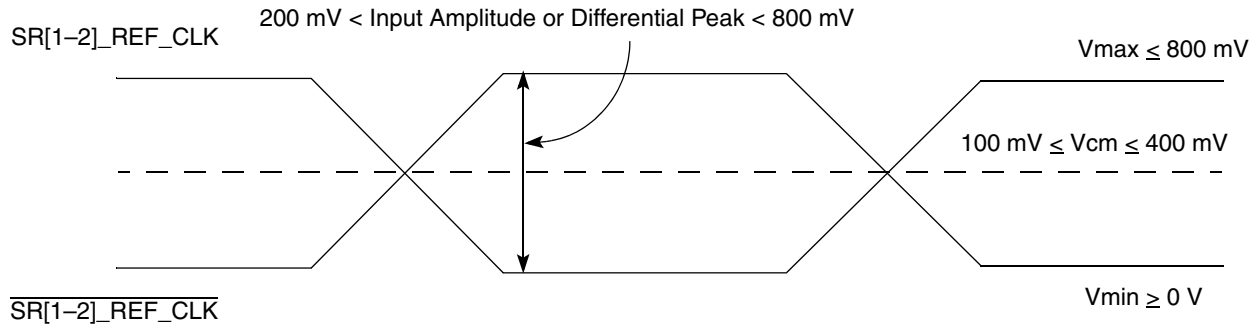 200 mV < Input Amplitude or Differential Peak < 800 mV
SR[1–2]_REF_CLK
Vmax ≤ 800 mV
100 mV ≤ Vcm ≤ 400 mV
Vmin ≥ 0 V
SR[1–2]_REF_CLK